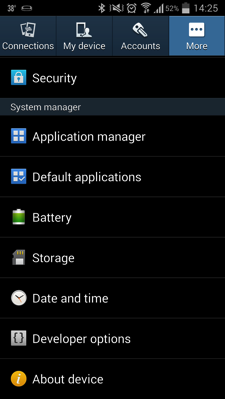 38° 52% 14:25
Connections My device Accounts More
Security
System manager
Application manager
Default applications
Battery
Storage
Date and time
Developer options
About device